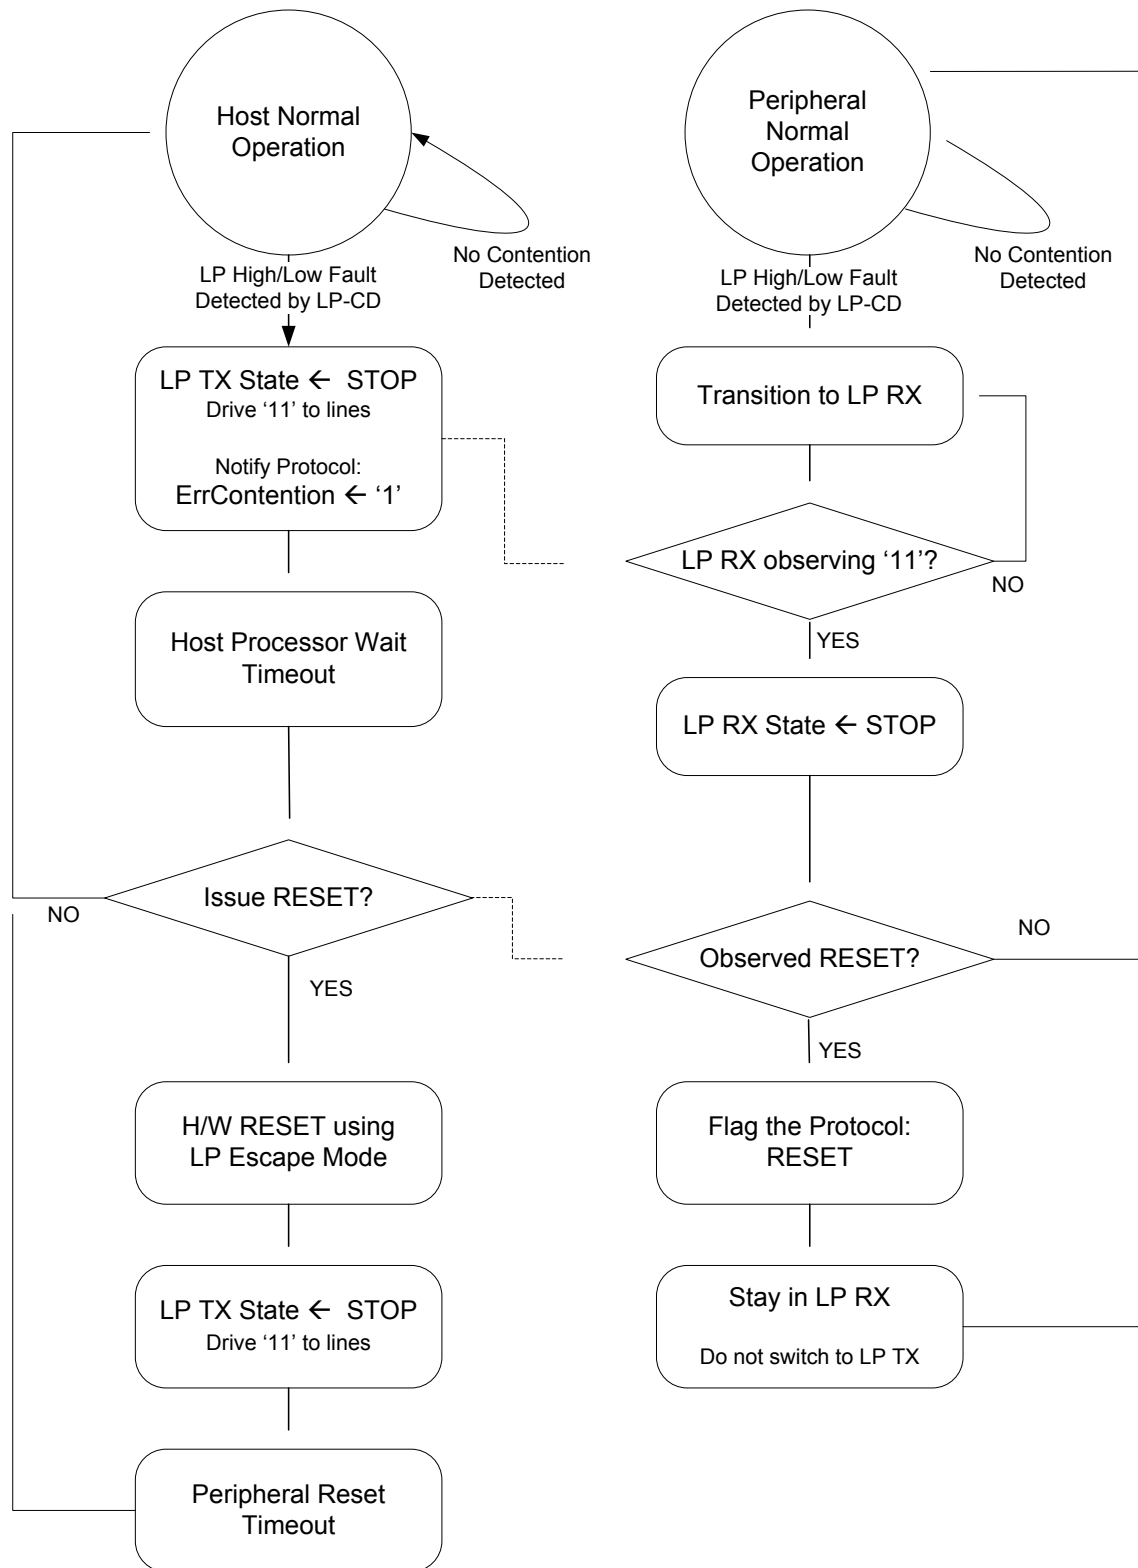 Host Normal
Operation
No Contention
Detected
LP High/Low Fault
Detected by LP-CD
LP TX State ← STOP
Drive ‘11’ to lines
Notify Protocol:
ErrContention ← ‘1’
Host Processor Wait
Timeout
Issue RESET?
NO
YES
H/W RESET using
LP Escape Mode
LP TX State ← STOP
Drive ‘11’ to lines
Peripheral Reset
Timeout
Peripheral
Normal
Operation
No Contention
Detected
LP High/Low Fault
Detected by LP-CD
Transition to LP RX
LP RX observing ‘11’?
NO
YES
LP RX State ← STOP
Observed RESET?
NO
YES
Flag the Protocol:
RESET
Stay in LP RX
Do not switch to LP TX